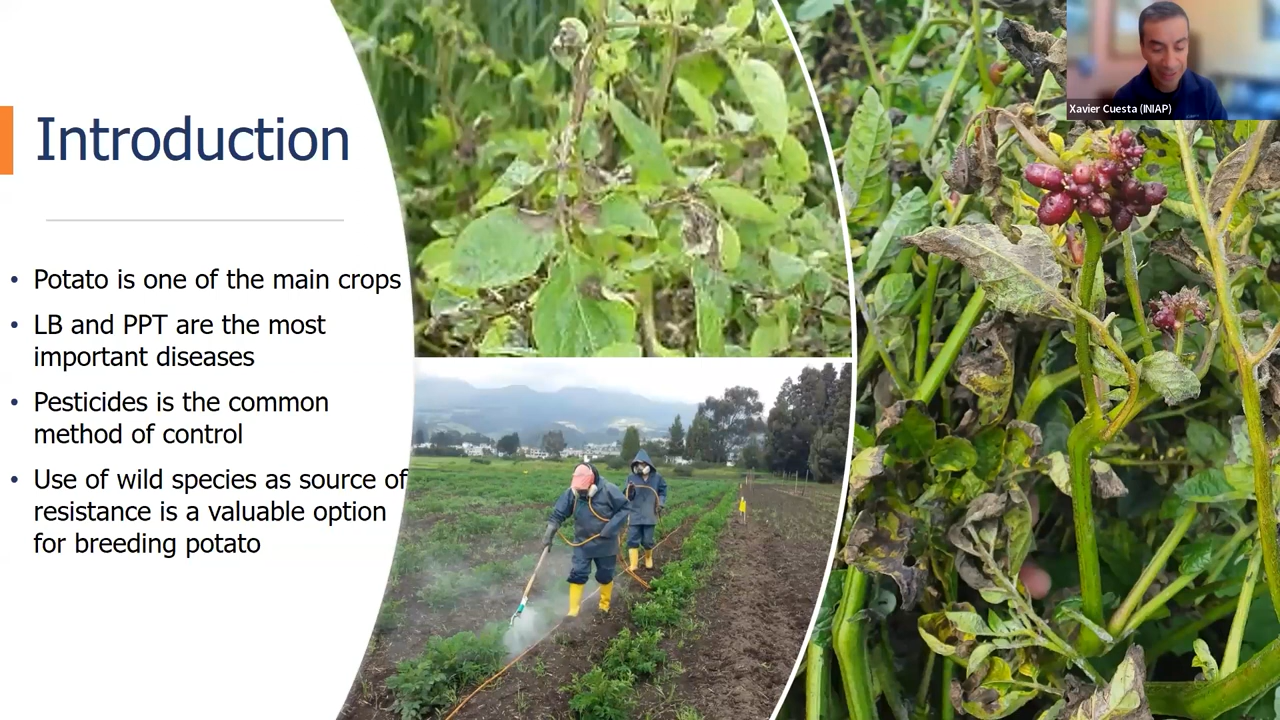 Introduction
• Potato is one of the main crops
• LB and PPT are the most
important diseases
• Pesticides is the common
method of control
• Use of wild species as source of
resistance is a valuable option
for breeding potato
Xavier Cuesta (INIAP)